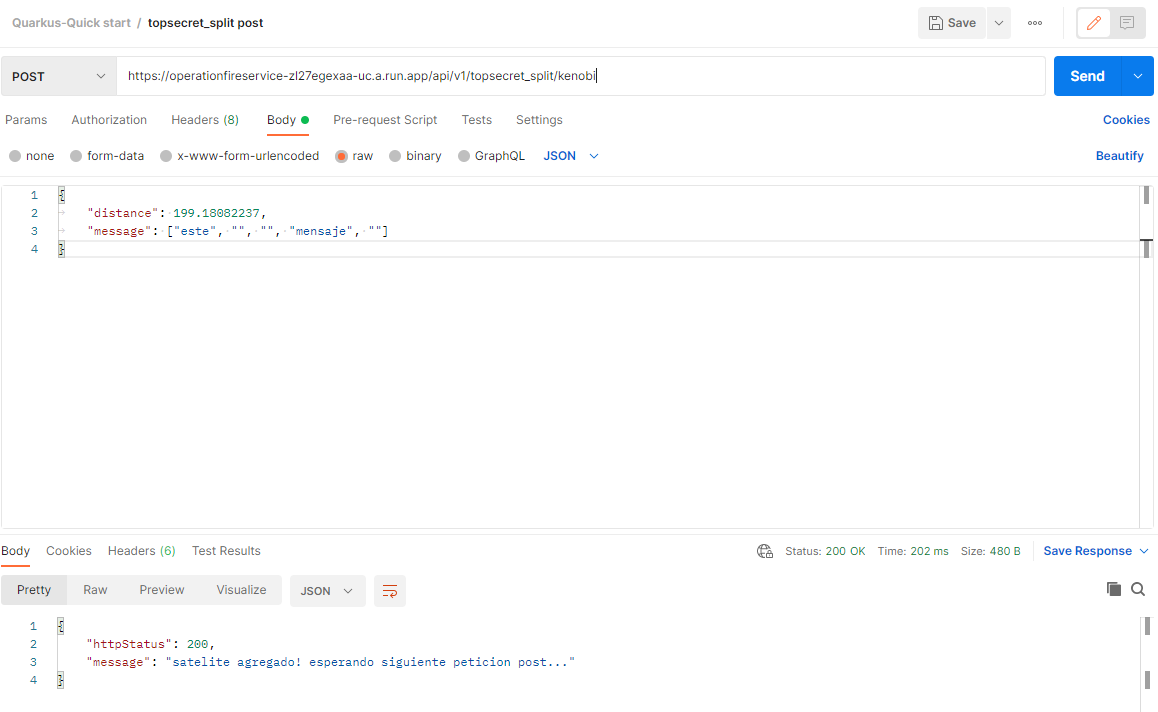 Quarkus-Quick start / topsecret_split post
Save
POST
https://operationfireservice-zl27egexaa-uc.a.run.app/api/v1/topsecret_split/kenobi
Send
Params Authorization Headers (8) Body Pre-request Script Tests Settings Cookies
none form-data x-www-form-urlencoded raw binary GraphQL JSON Beautify
1 {
2 "distance": 199.18082237,
3 "message": ["este", "", "", "mensaje", ""]
4 }
Body Cookies Headers (6) Test Results Status: 200 OK Time: 202 ms Size: 480 B Save Response
Pretty Raw Preview Visualize JSON
1 {
2 "httpStatus": 200,
3 "message": "satelite agregado! esperando siguiente peticion post..."
4 }